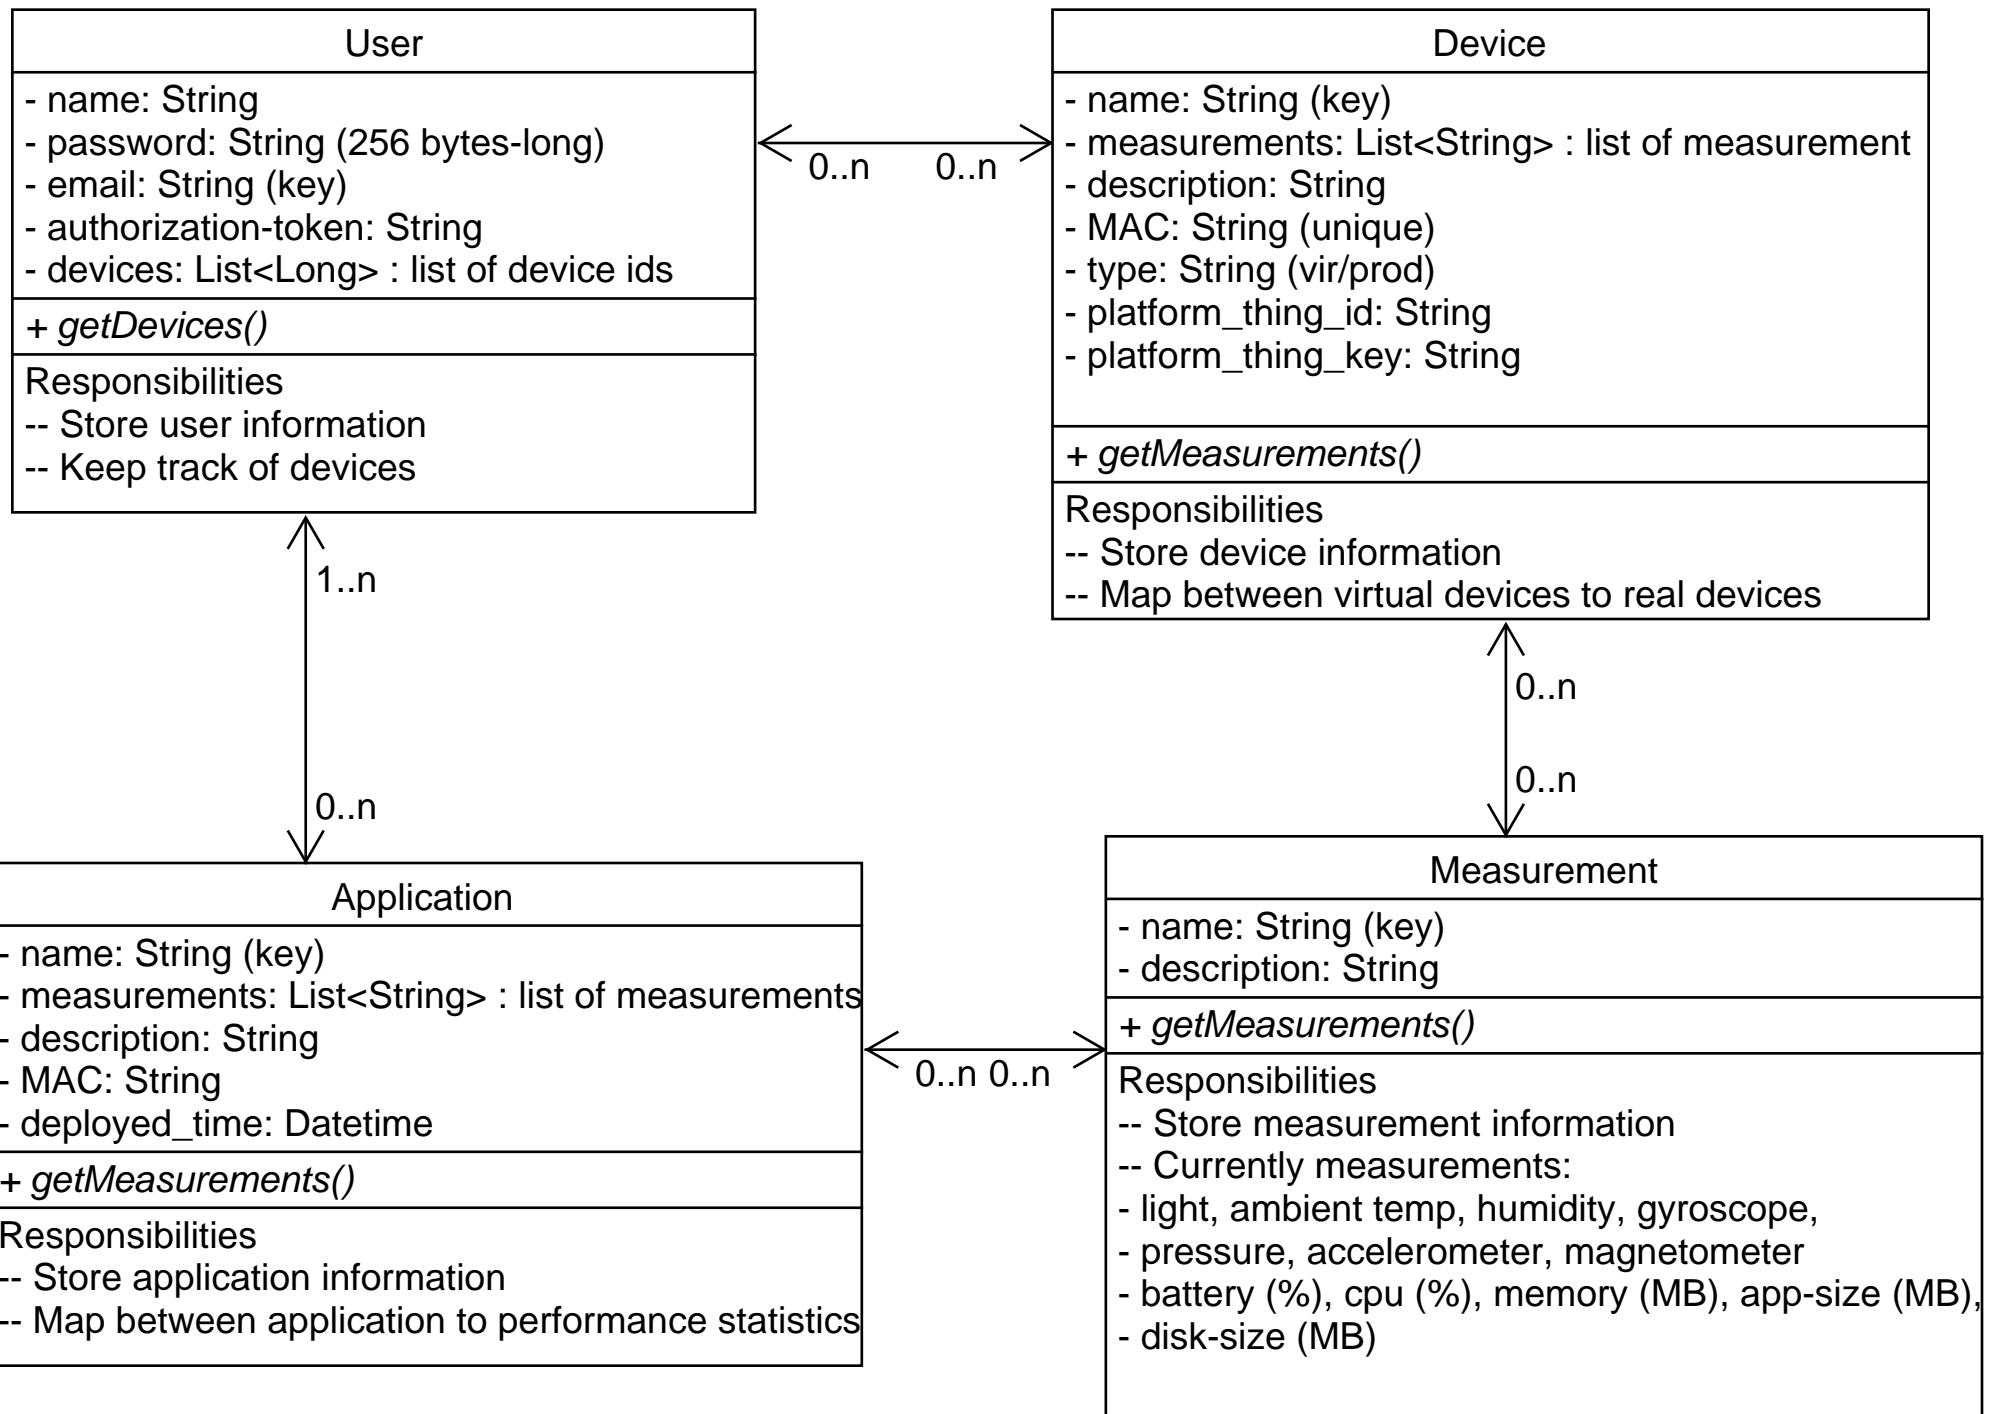 User
- name: String
- password: String (256 bytes-long)
- email: String (key)
- authorization-token: String
- devices: List<Long> : list of device ids
+ getDevices()
Responsibilities
-- Store user information
-- Keep track of devices
0..n
0..n
Device
- name: String (key)
- measurements: List<String> : list of measurement
- description: String
- MAC: String (unique)
- type: String (vir/prod)
- platform_thing_id: String
- platform_thing_key: String
+ getMeasurements()
Responsibilities
-- Store device information
-- Map between virtual devices to real devices
1..n
0..n
0..n
0..n
Application
- name: String (key)
- measurements: List<String> : list of measurements
- description: String
- MAC: String
- deployed_time: Datetime
+ getMeasurements()
Responsibilities
-- Store application information
-- Map between application to performance statistics
0..n 0..n
Measurement
- name: String (key)
- description: String
+ getMeasurements()
Responsibilities
-- Store measurement information
-- Currently measurements:
- light, ambient temp, humidity, gyroscope,
- pressure, accelerometer, magnetometer
- battery (%), cpu (%), memory (MB), app-size (MB),
- disk-size (MB)